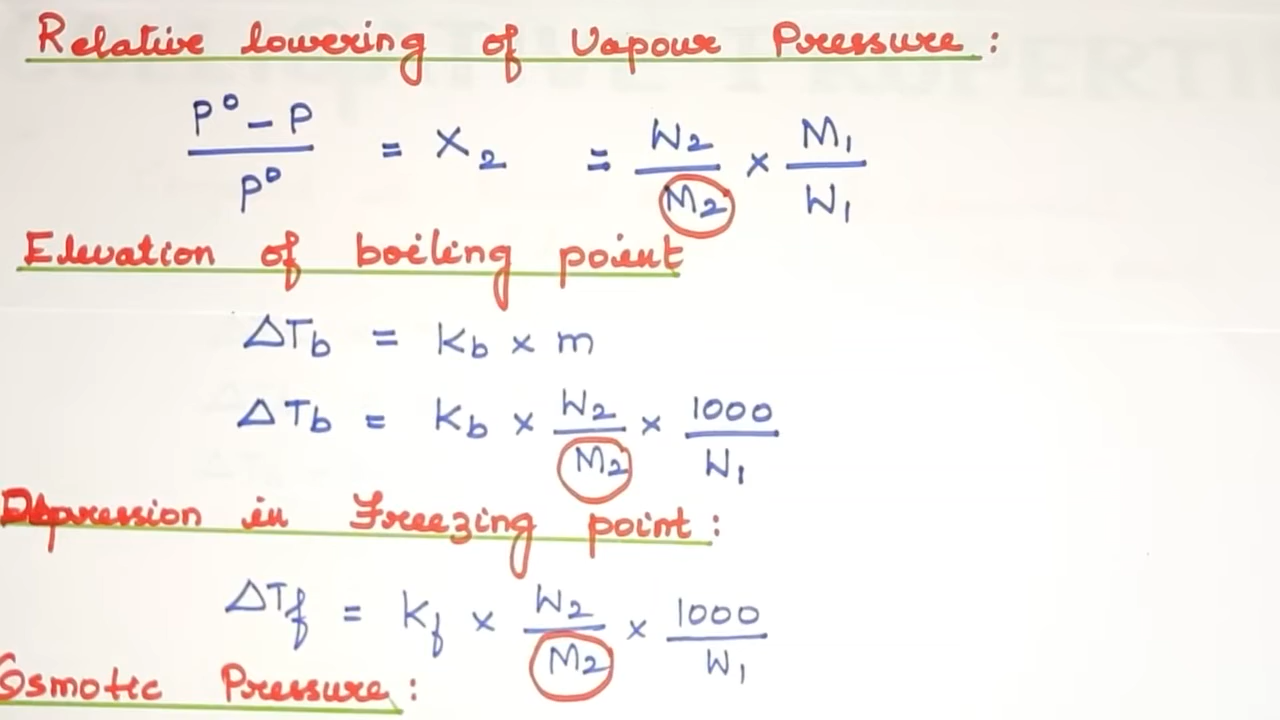 Relative lowering of Vapour Pressure:
P° - P / P° = X₂ = W₂ / M₂ × M₁ / W₁
Elevation of boiling point
ΔTb = Kb × m
ΔTb = Kb × W₂ / M₂ × 1000 / W₁
Depression in Freezing point:
ΔTf = Kf × W₂ / M₂ × 1000 / W₁
Osmotic Pressure: